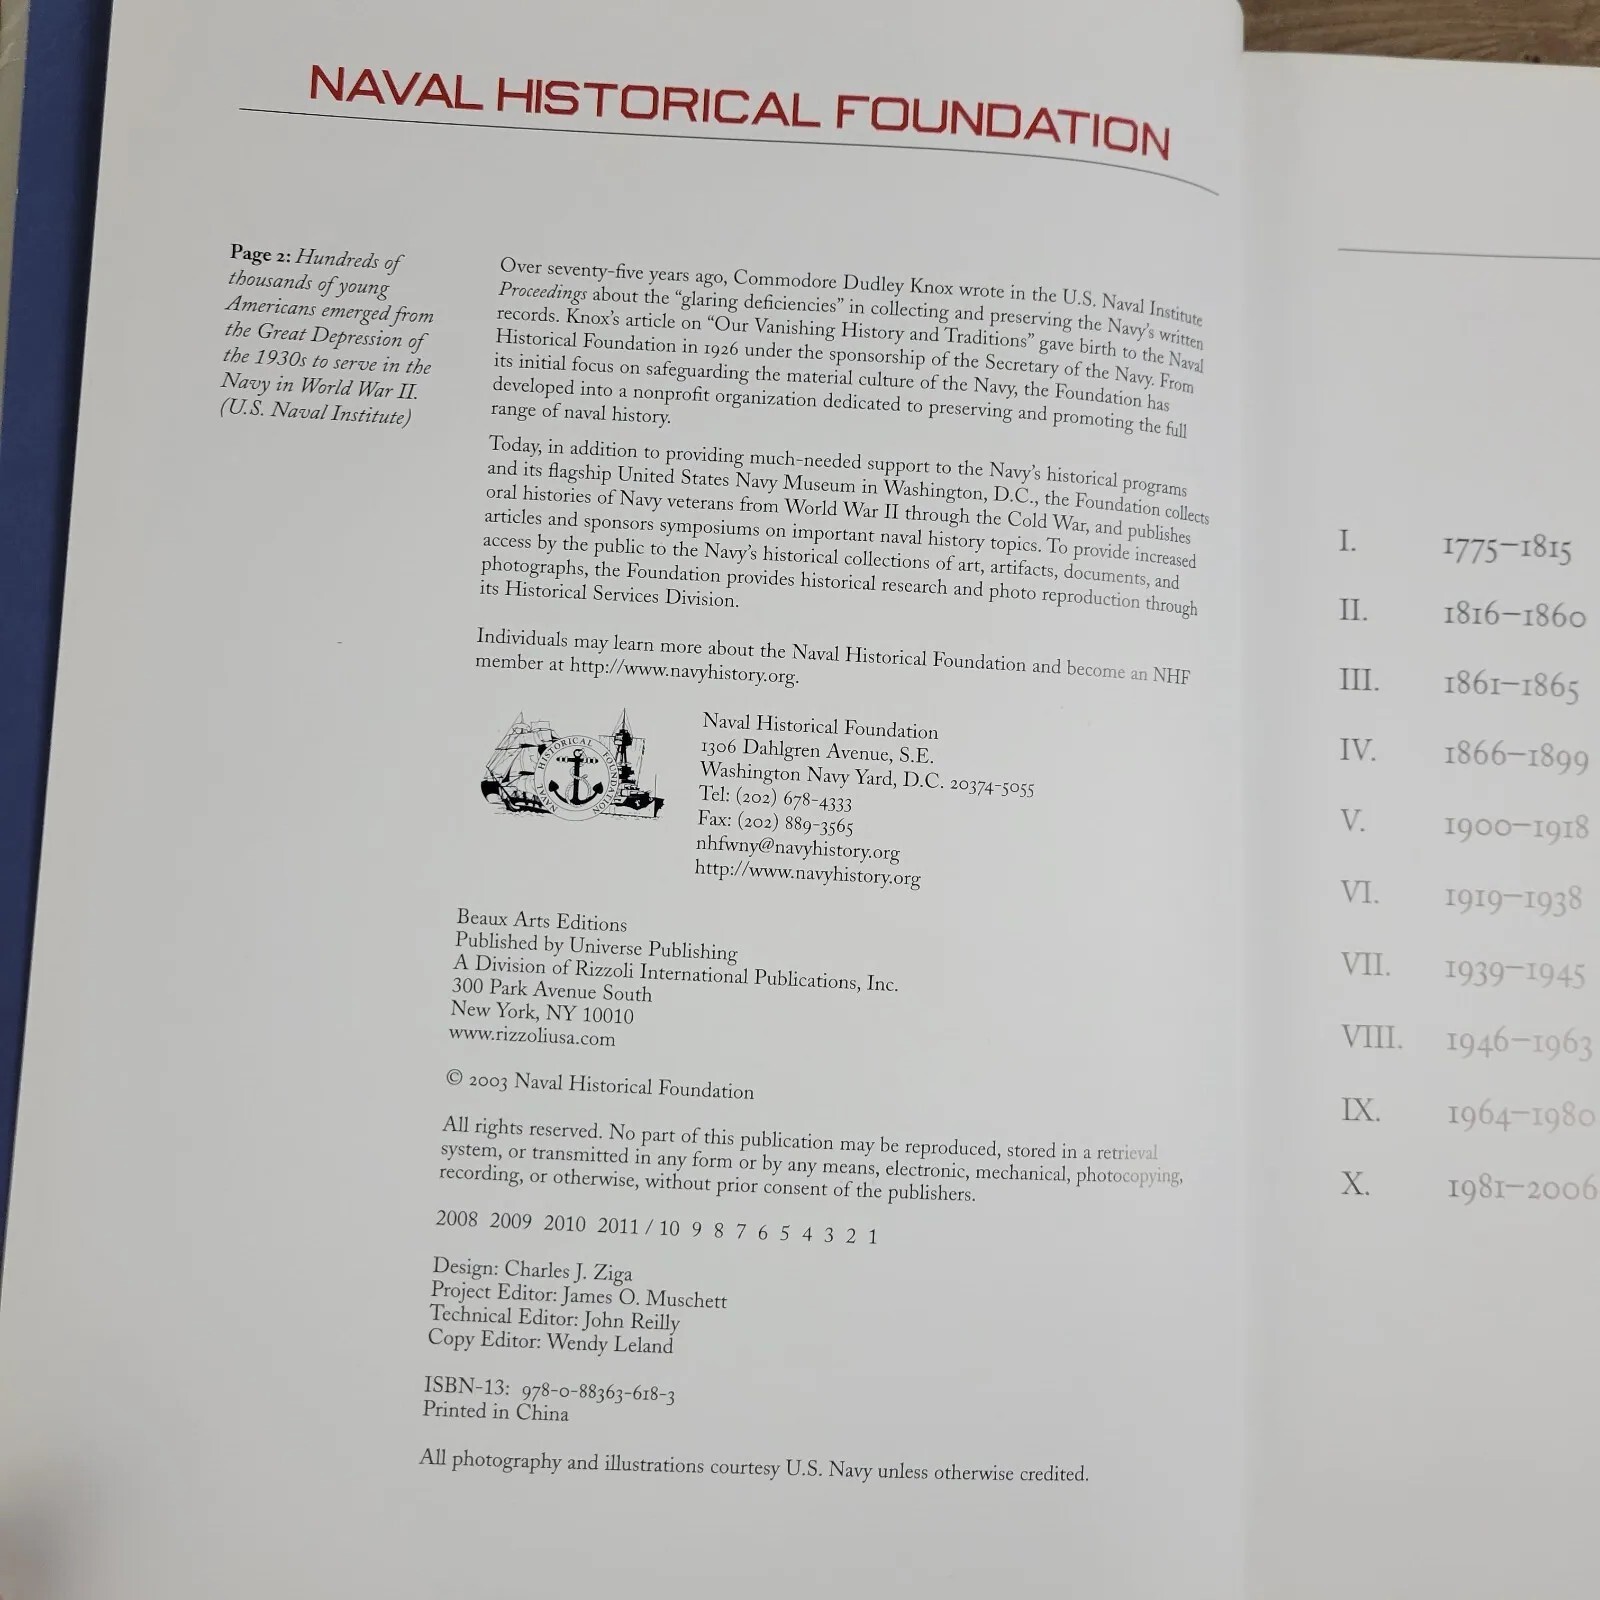 NAVAL HISTORICAL FOUNDATION
Page 2: Hundreds of
thousands of young
Americans emerged from
the Great Depression of
the 1930s to serve in the
Navy in World War II.
(U.S. Naval Institute)
Over seventy-five years ago, Commodore Dudley Knox wrote in the U.S. Naval Institute
Proceedings about the "glaring deficiencies" in collecting and preserving the Navy's written
records. Knox's article on "Our Vanishing History and Traditions" gave birth to the Naval
Historical Foundation in 1926 under the sponsorship of the Secretary of the Navy. From
its initial focus on safeguarding the material culture of the Navy, the Foundation has
developed into a nonprofit organization dedicated to preserving and promoting the full
range of naval history.
Today, in addition to providing much-needed support to the Navy's historical programs
and its flagship United States Navy Museum in Washington, D.C., the Foundation collects
oral histories of Navy veterans from World War II through the Cold War, and publishes
articles and sponsors symposiums on important naval history topics. To provide increased
access by the public to the Navy's historical collections of art, artifacts, documents, and
photographs, the Foundation provides historical research and photo reproduction through
its Historical Services Division.
Individuals may learn more about the Naval Historical Foundation and become an NHF
member at http://www.navyhistory.org.
NAVAL HISTORICAL FOUNDATION
Naval Historical Foundation
1306 Dahlgren Avenue, S.E.
Washington Navy Yard, D.C. 20374-5055
Tel: (202) 678-4333
Fax: (202) 889-3565
nhfwny@navyhistory.org
http://www.navyhistory.org
Beaux Arts Editions
Published by Universe Publishing
A Division of Rizzoli International Publications, Inc.
300 Park Avenue South
New York, NY 10010
www.rizzoliusa.com
© 2003 Naval Historical Foundation
All rights reserved. No part of this publication may be reproduced, stored in a retrieval
system, or transmitted in any form or by any means, electronic, mechanical, photocopying,
recording, or otherwise, without prior consent of the publishers.
2008 2009 2010 2011 / 10 9 8 7 6 5 4 3 2 1
Design: Charles J. Ziga
Project Editor: James O. Muschett
Technical Editor: John Reilly
Copy Editor: Wendy Leland
ISBN-13: 978-0-88363-618-3
Printed in China
All photography and illustrations courtesy U.S. Navy unless otherwise credited.
I. 1775–1815
II. 1816–1860
III. 1861–1865
IV. 1866–1899
V. 1900–1918
VI. 1919–1938
VII. 1939–1945
VIII. 1946–1963
IX. 1964–1980
X. 1981–2006